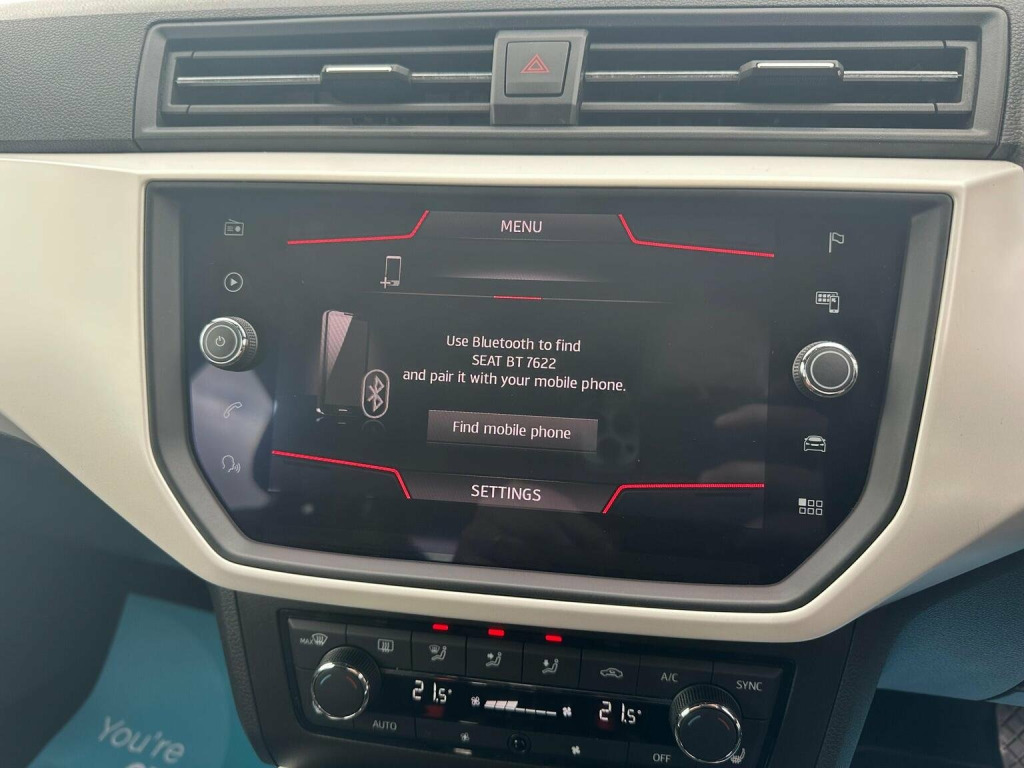 MENU
Use Bluetooth to find
SEAT BT 7622
and pair it with your mobile phone.
Find mobile phone
SETTINGS
MAX
A/C
SYNC
21.5°
21.5°
AUTO
OFF
You're